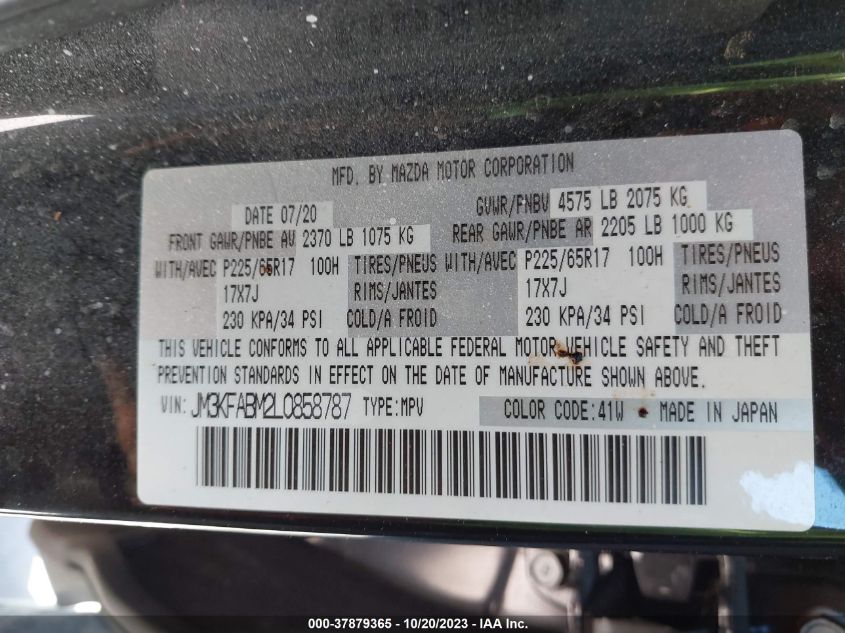 MFD. BY MAZDA MOTOR CORPORATION
DATE 07/20 GVWR/PNBV 4575 LB 2075 KG
FRONT GAWR/PNBE AV 2370 LB 1075 KG REAR GAWR/PNBE AR 2205 LB 1000 KG
WITH/AVEC P225/65R17 100H TIRES/PNEUS WITH/AVEC P225/65R17 100H TIRES/PNEUS
17X7J RIMS/JANTES 17X7J RIMS/JANTES
230 KPA/34 PSI COLD/A FROID 230 KPA/34 PSI COLD/A FROID
THIS VEHICLE CONFORMS TO ALL APPLICABLE FEDERAL MOTOR VEHICLE SAFETY AND THEFT
PREVENTION STANDARDS IN EFFECT ON THE DATE OF MANUFACTURE SHOWN ABOVE.
VIN: JM3KFABM2L0858787 TYPE:MPV COLOR CODE:41W MADE IN JAPAN
000-37879365 - 10/20/2023 - IAA Inc.